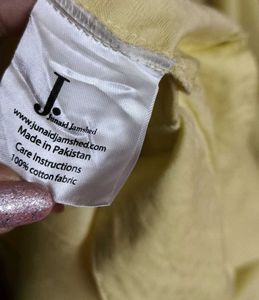 J.
Junaid Jamshed
www.junaidjamshed.com
Made in Pakistan
Care instructions
100% cotton fabric